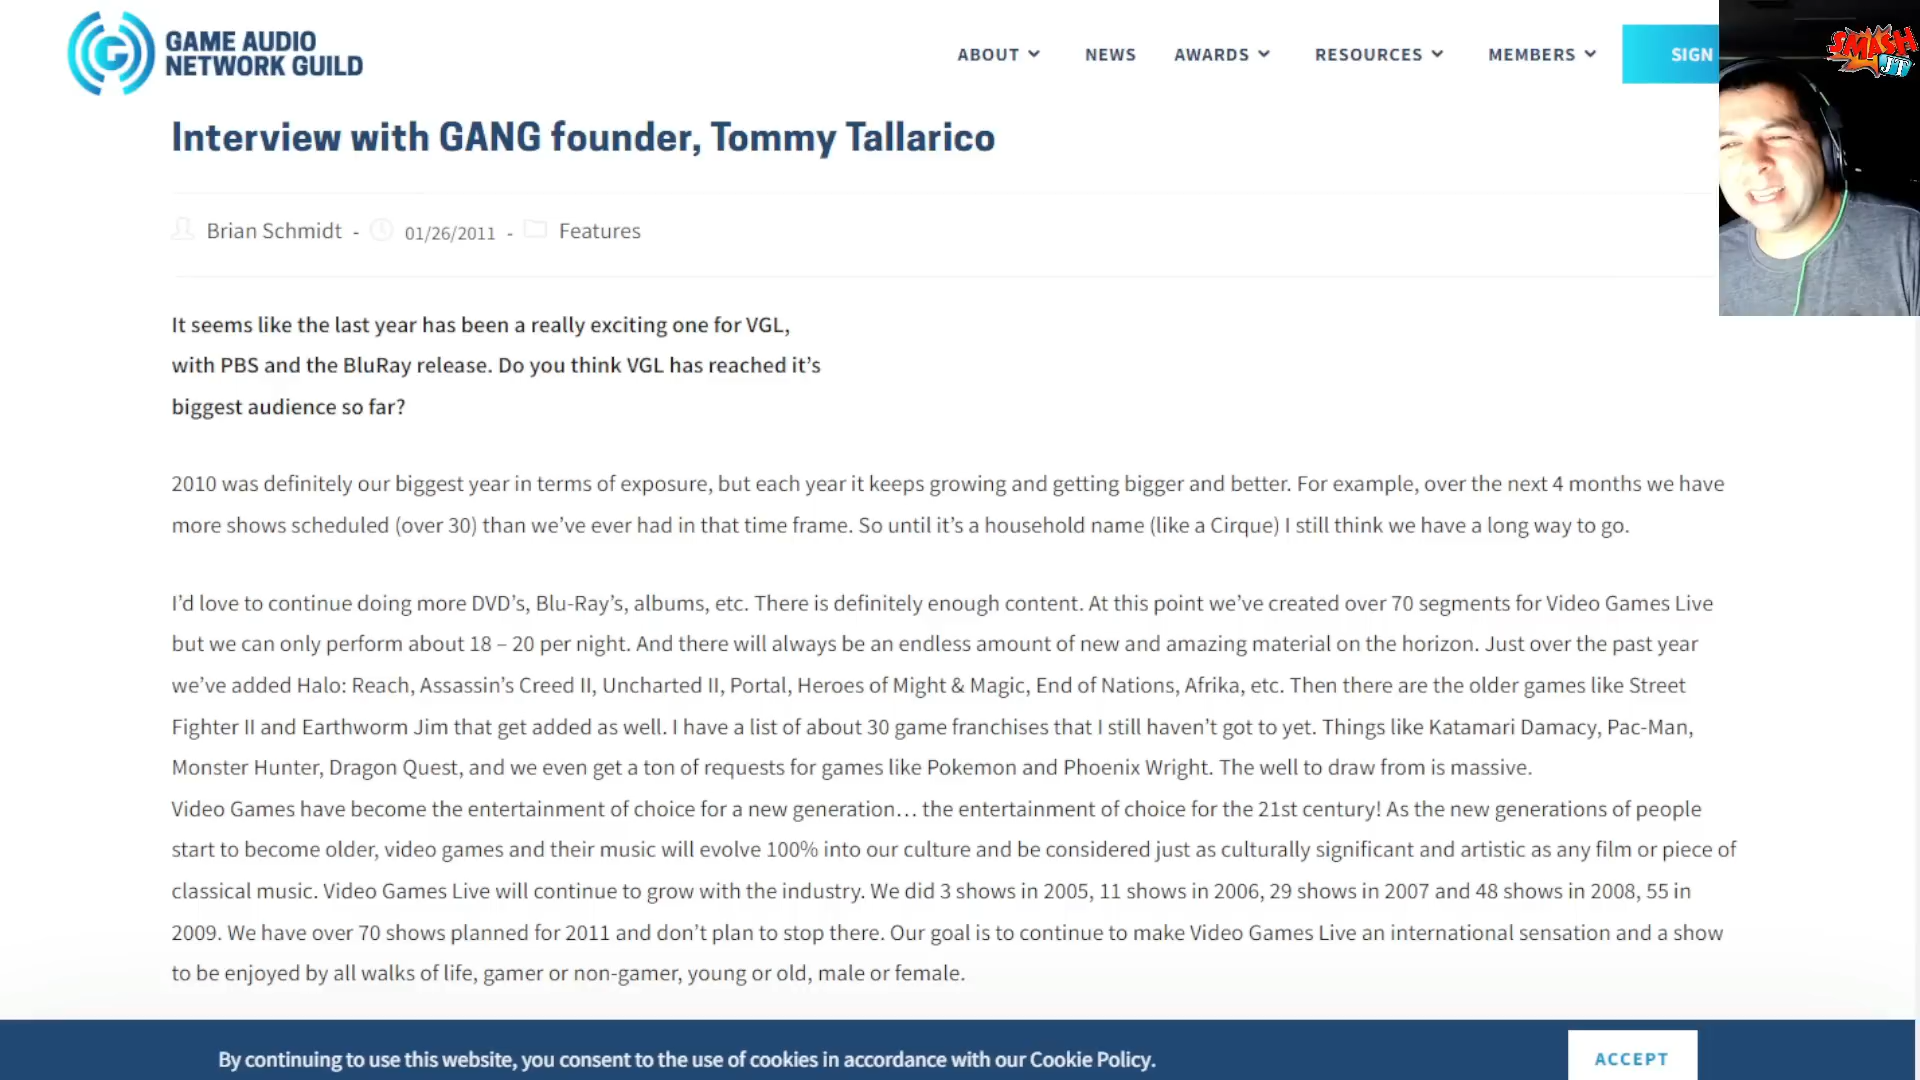 GAME AUDIO
NETWORK GUILD
ABOUT
NEWS
AWARDS
RESOURCES
MEMBERS
SIGN
SMASH
JT
Interview with GANG founder, Tommy Tallarico
Brian Schmidt - 01/26/2011 - Features
It seems like the last year has been a really exciting one for VGL,
with PBS and the BluRay release. Do you think VGL has reached it’s
biggest audience so far?
2010 was definitely our biggest year in terms of exposure, but each year it keeps growing and getting bigger and better. For example, over the next 4 months we have
more shows scheduled (over 30) than we’ve ever had in that time frame. So until it’s a household name (like a Cirque) I still think we have a long way to go.
I’d love to continue doing more DVD’s, Blu-Ray’s, albums, etc. There is definitely enough content. At this point we’ve created over 70 segments for Video Games Live
but we can only perform about 18 – 20 per night. And there will always be an endless amount of new and amazing material on the horizon. Just over the past year
we’ve added Halo: Reach, Assassin’s Creed II, Uncharted II, Portal, Heroes of Might & Magic, End of Nations, Afrika, etc. Then there are the older games like Street
Fighter II and Earthworm Jim that get added as well. I have a list of about 30 game franchises that I still haven’t got to yet. Things like Katamari Damacy, Pac-Man,
Monster Hunter, Dragon Quest, and we even get a ton of requests for games like Pokemon and Phoenix Wright. The well to draw from is massive.
Video Games have become the entertainment of choice for a new generation… the entertainment of choice for the 21st century! As the new generations of people
start to become older, video games and their music will evolve 100% into our culture and be considered just as culturally significant and artistic as any film or piece of
classical music. Video Games Live will continue to grow with the industry. We did 3 shows in 2005, 11 shows in 2006, 29 shows in 2007 and 48 shows in 2008, 55 in
2009. We have over 70 shows planned for 2011 and don’t plan to stop there. Our goal is to continue to make Video Games Live an international sensation and a show
to be enjoyed by all walks of life, gamer or non-gamer, young or old, male or female.
By continuing to use this website, you consent to the use of cookies in accordance with our Cookie Policy.
ACCEPT